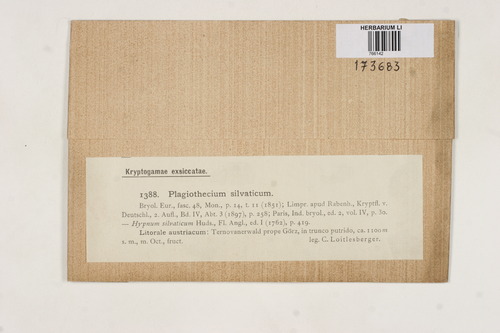 HERBARIUM LI
766142
173683
Kryptogamae exsiccatae.
1388. Plagiothecium silvaticum.
Bryol. Eur., fasc. 48, Mon., p. 14, t. 11 (1851); Limpr. apud Rabenh., Kryptfl. v.
Deutschl., 2. Aufl., Bd. IV, Abt. 3 (1897), p. 258; Paris, Ind. bryol., ed. 2, vol. IV, p. 50.
— Hypnum silvaticum Huds., Fl. Angl., ed. I (1762), p. 419.
Litorale austriacum: Ternovanerwald prope Görz, in trunco putrido, ca. 1100 m
s. m., m. Oct., fruct. leg. C. Loitlesberger.